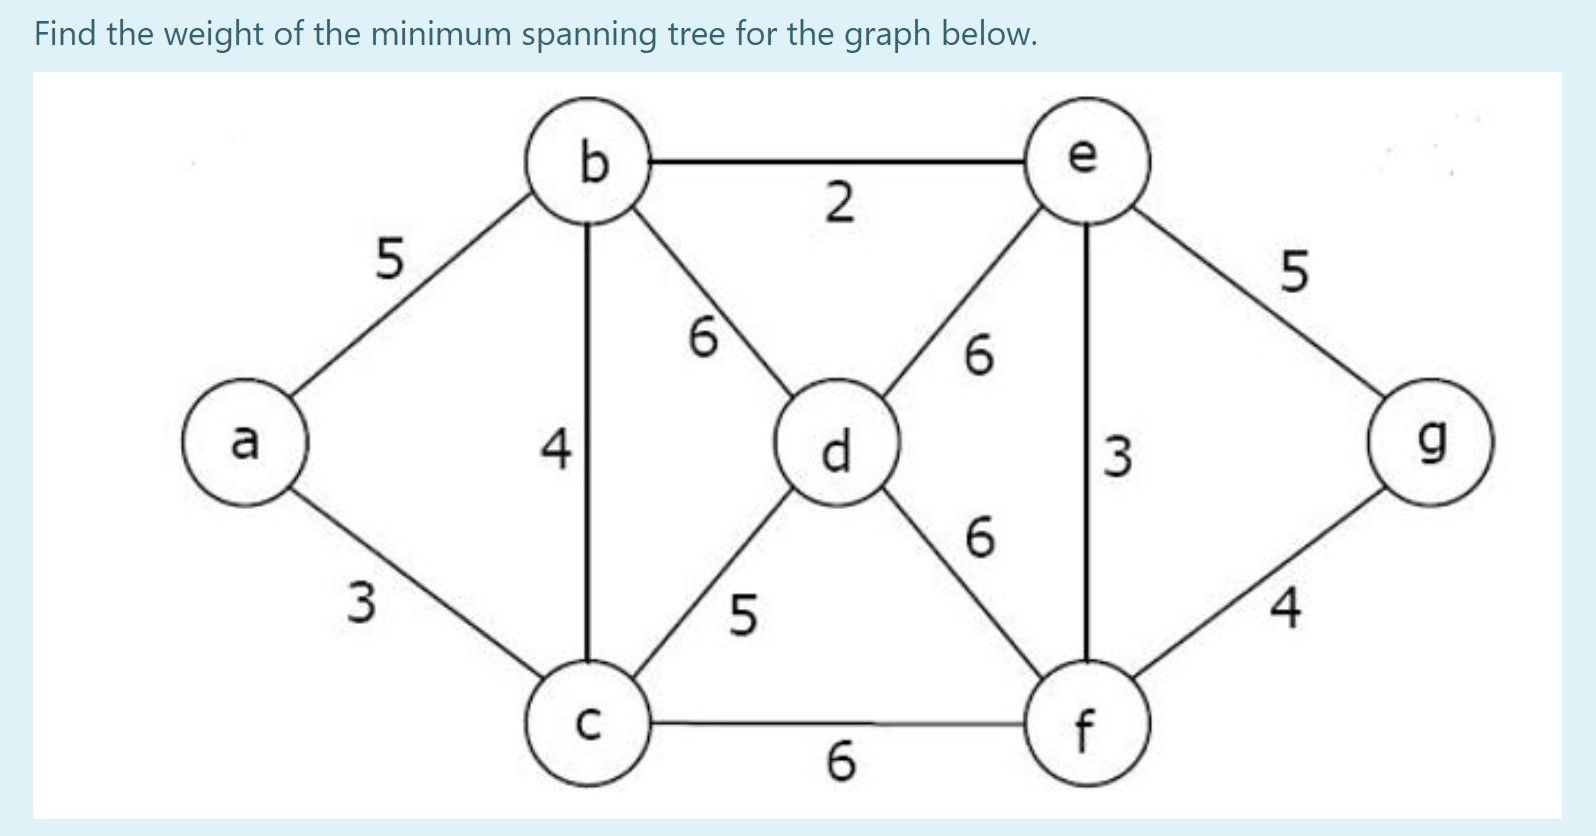 Find the weight of the minimum spanning tree for the graph below.
b
e
2
5
5
6
6
a
4
d
3
g
6
3
5
4
c
f
6